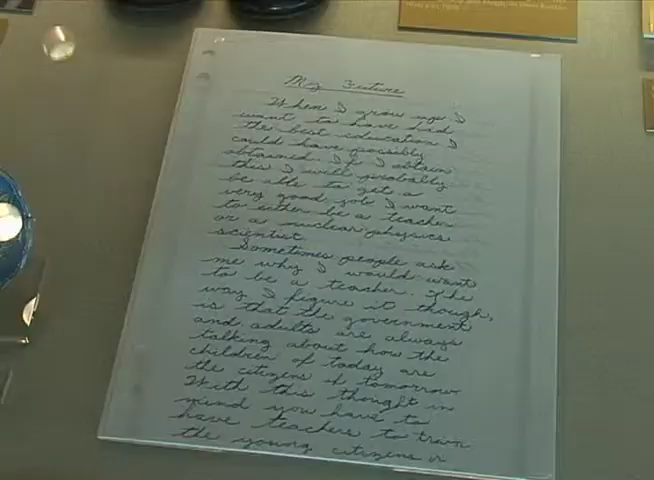 My Future
When I grow up I
want to have had
the best education I
could have possibly
obtained. If I obtain
this I will probably
be able to get a
very good job. I want
to either be a teacher
or a nuclear physics
scientist.
Sometimes people ask
me why I would want
to be a teacher. The
way I figure it though,
is that the government
and adults are always
talking about how the
children of today are
the citizens of tomorrow.
With this thought in
mind you have to
have teachers to train
the young citizens